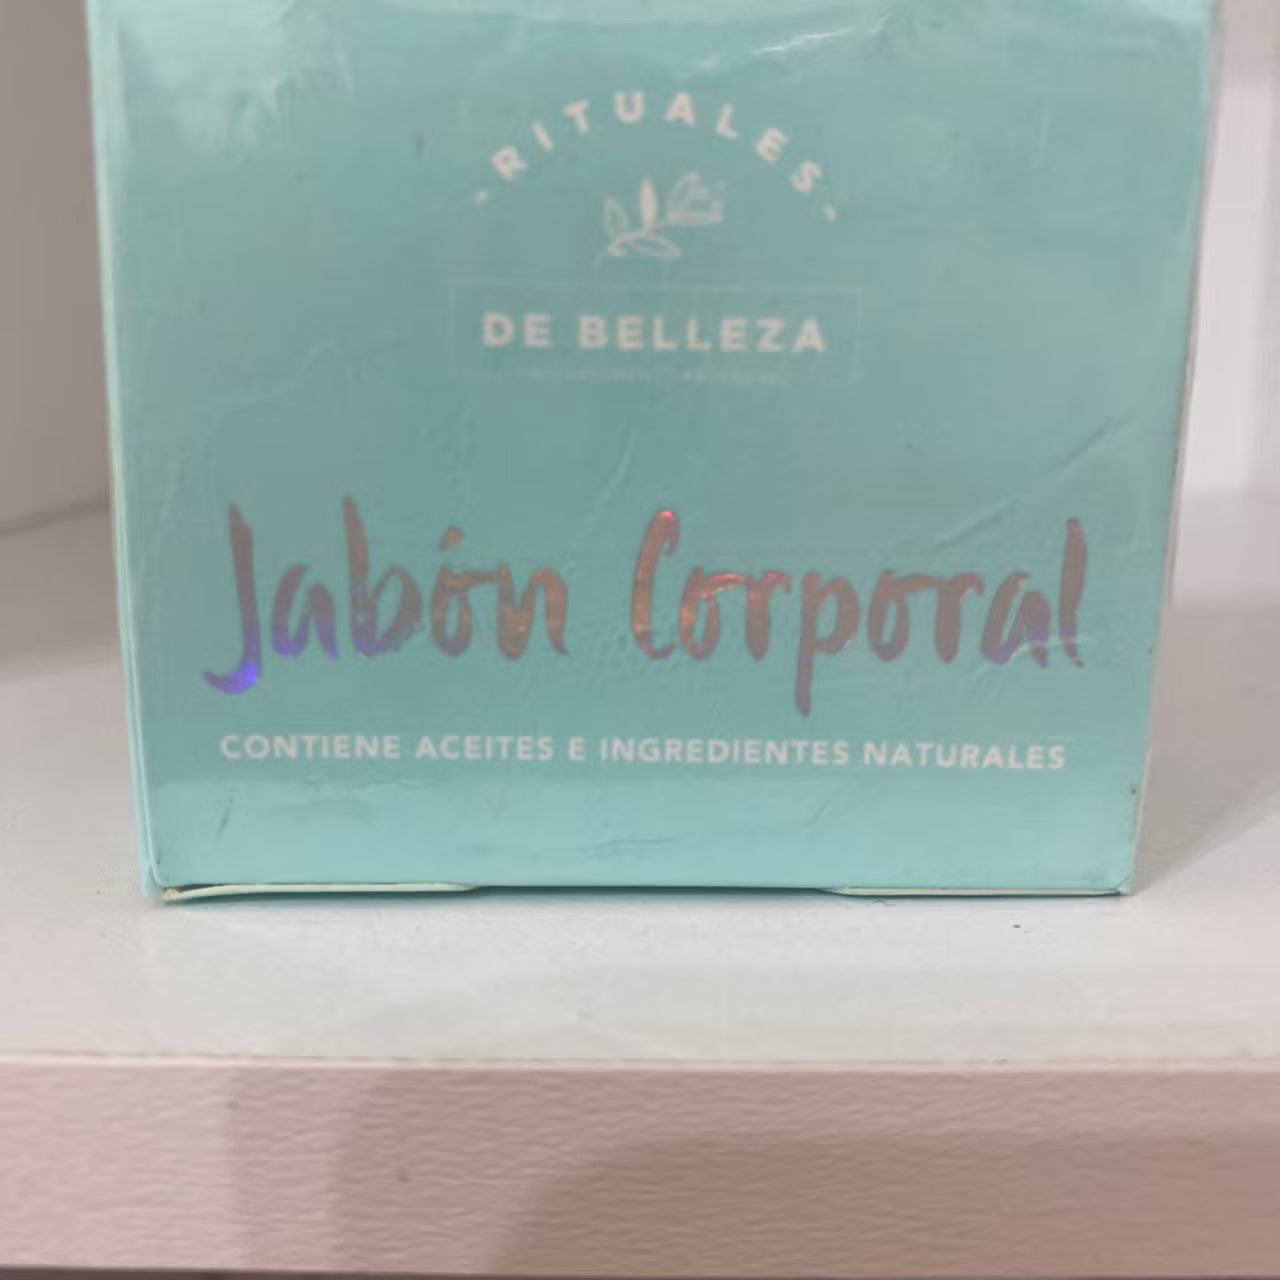 RITUALES
DE BELLEZA
Jabón Corporal
CONTIENE ACEITES E INGREDIENTES NATURALES